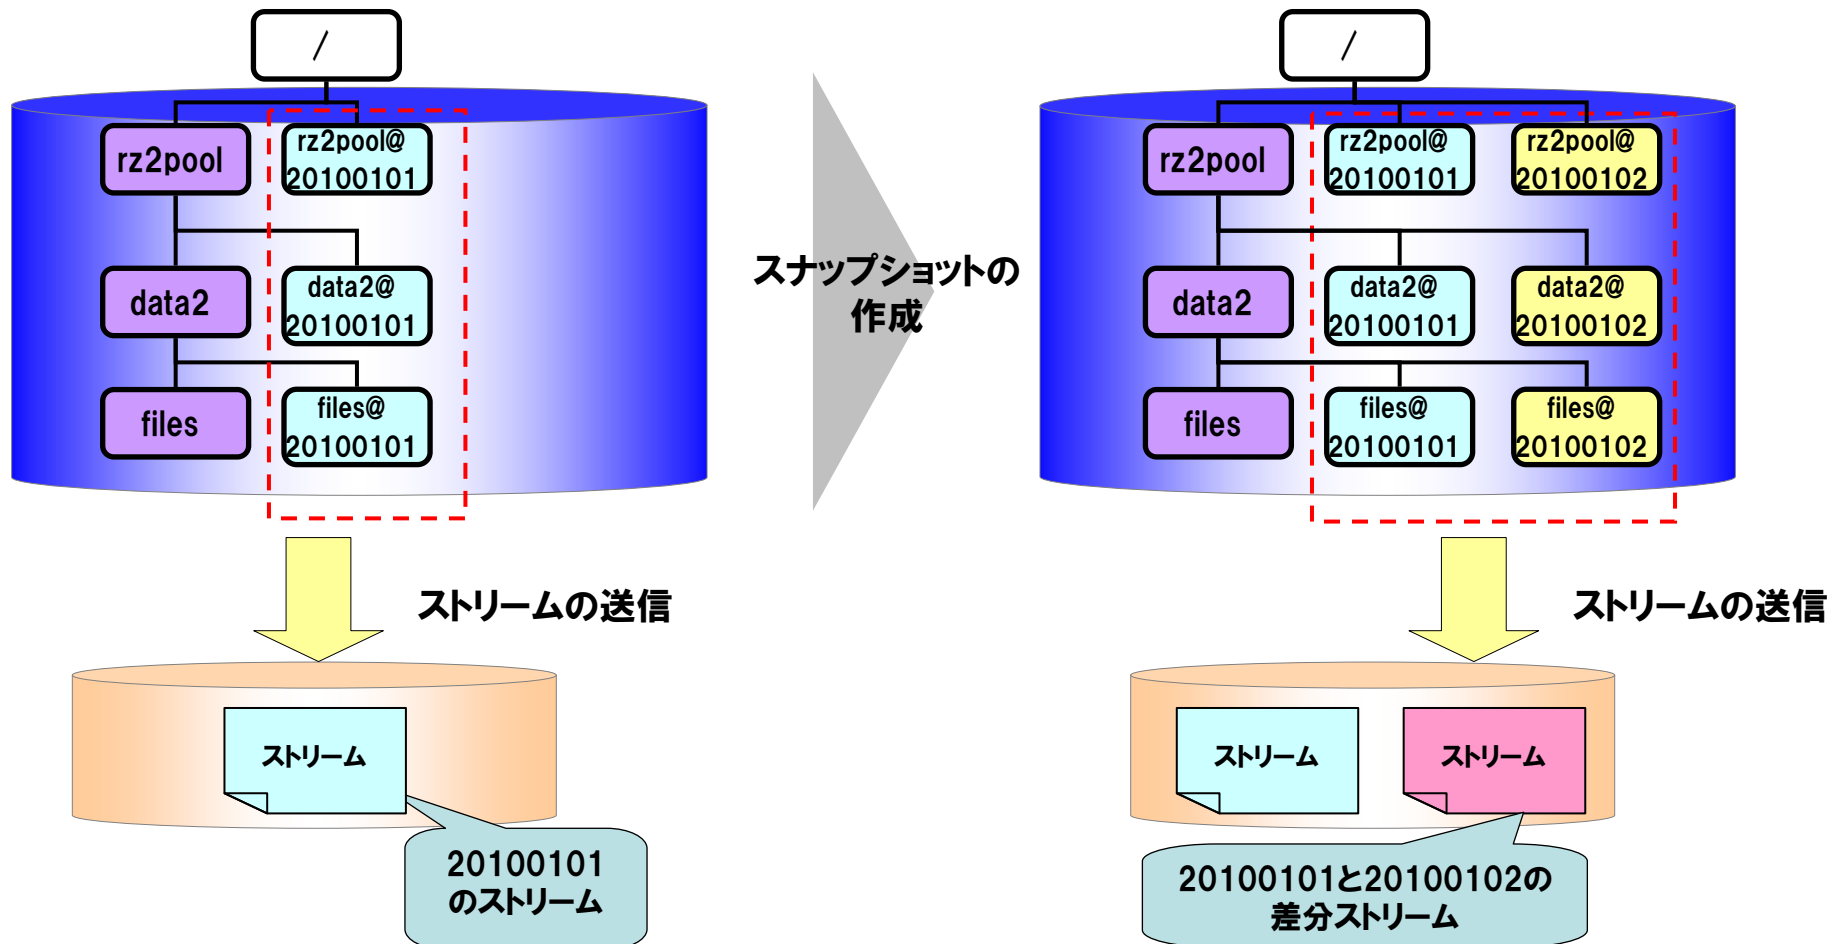 /
rz2pool
rz2pool@
20100101
data2
data2@
20100101
files
files@
20100101
スナップショットの
作成
/
rz2pool
rz2pool@
20100101
rz2pool@
20100102
data2
data2@
20100101
data2@
20100102
files
files@
20100101
files@
20100102
ストリームの送信
ストリーム
20100101
のストリーム
ストリームの送信
ストリーム
ストリーム
20100101と20100102の
差分ストリーム